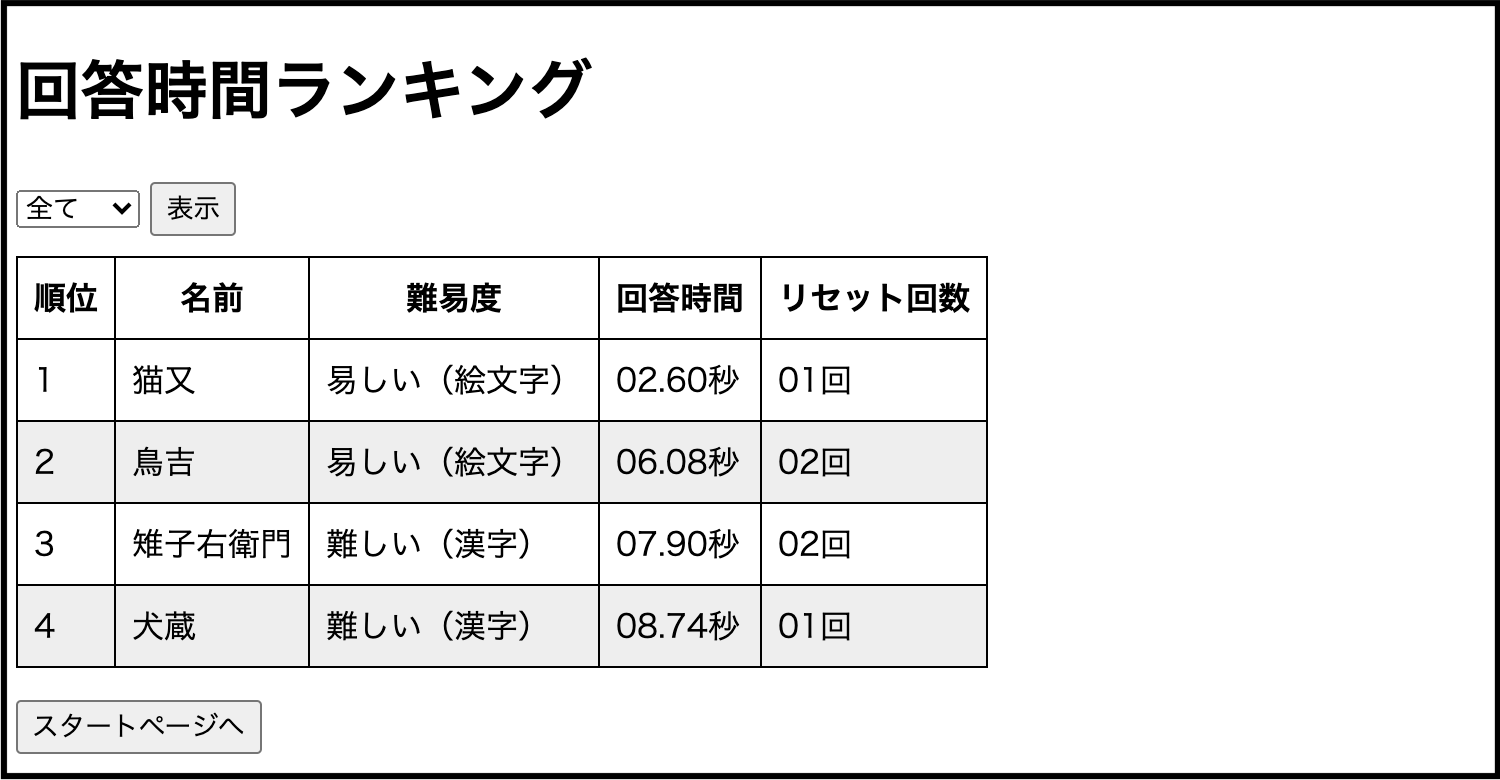 回答時間ランキング
全て 表示
順位 名前 難易度 回答時間 リセット回数
1 猫又 易しい（絵文字） 02.60秒 01回
2 鳥吉 易しい（絵文字） 06.08秒 02回
3 雉子右衛門 難しい（漢字） 07.90秒 02回
4 犬蔵 難しい（漢字） 08.74秒 01回
スタートページへ